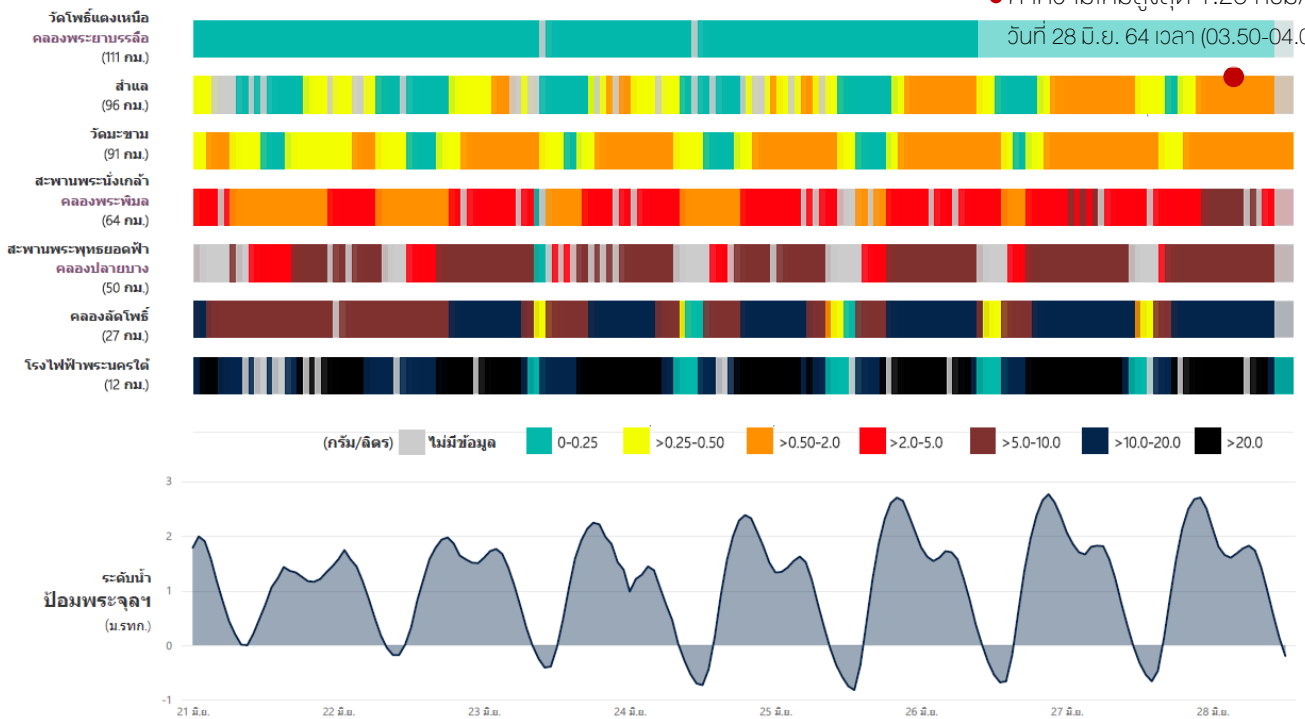 วันที่ 28 มิ.ย. 64 เวลา (03.50-04.0
วัดโพธิ์แตงเหนือ
คลองพระยาบรรลือ
(111 กม.)
สำแล
(96 กม.)
วัดมะขาม
(91 กม.)
สะพานพระนั่งเกล้า
คลองพระพิมล
(64 กม.)
สะพานพระพุทธยอดฟ้า
คลองปลายบาง
(50 กม.)
คลองลัดโพธิ์
(27 กม.)
โรงไฟฟ้าพระนครใต้
(12 กม.)
(กรัม/ลิตร) ไม่มีข้อมูล 0-0.25 >0.25-0.50 >0.50-2.0 >2.0-5.0 >5.0-10.0 >10.0-20.0 >20.0
ระดับน้ำ
ป้อมพระจุลฯ
(ม.รทก.)
3
2
1
0
-1
21 มิ.ย. 22 มิ.ย. 23 มิ.ย. 24 มิ.ย. 25 มิ.ย. 26 มิ.ย. 27 มิ.ย. 28 มิ.ย.